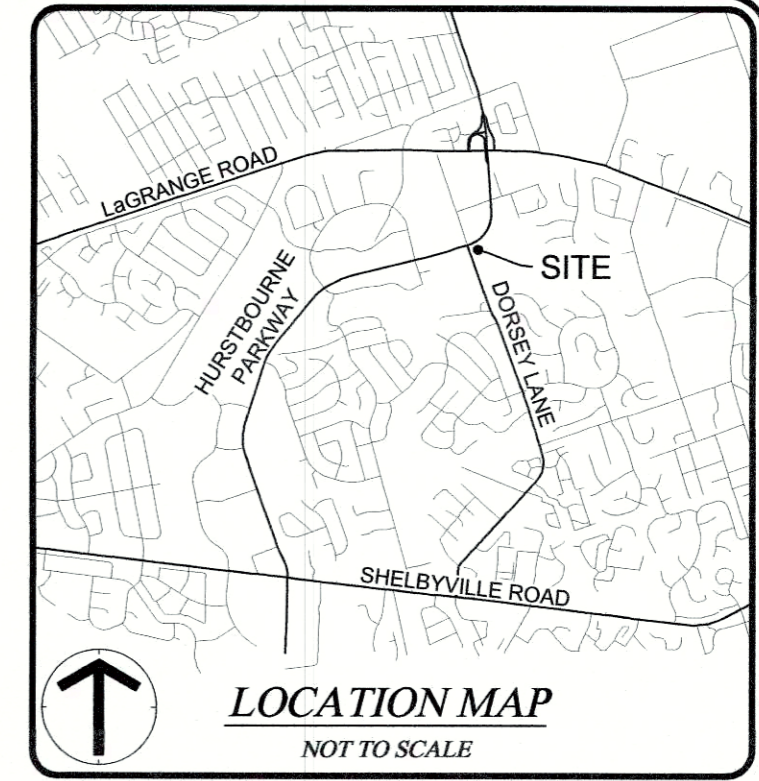 LaGRANGE ROAD
HURSTBOURNE
PARKWAY
SITE
DORSEY LANE
SHELBYVILLE ROAD
LOCATION MAP
NOT TO SCALE